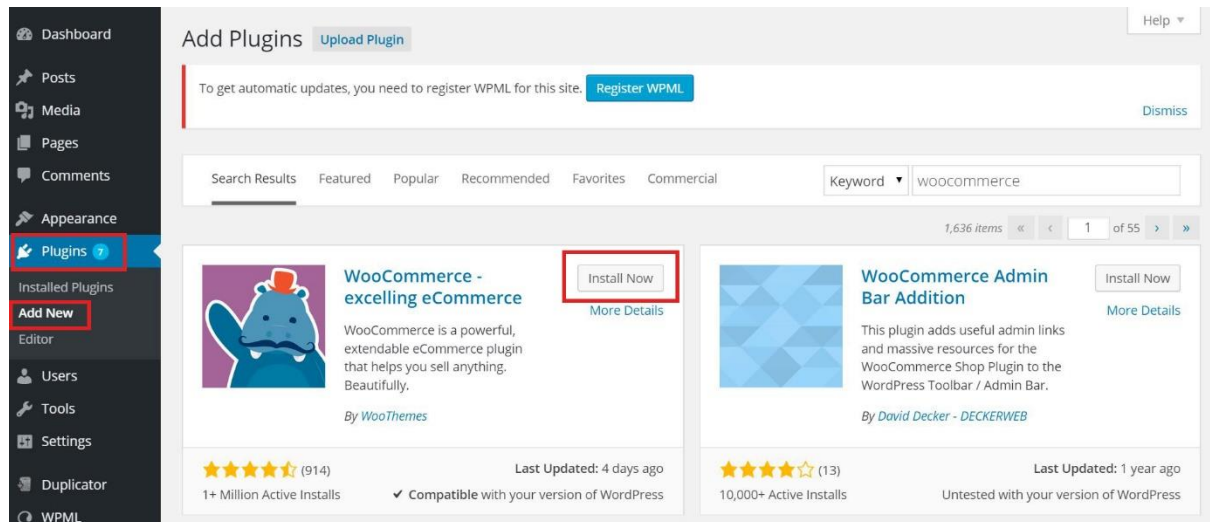 Dashboard
Posts
Media
Pages
Comments
Appearance
Plugins 7
Installed Plugins
Add New
Editor
Users
Tools
Settings
Duplicator
WPML
Help
Add Plugins Upload Plugin
To get automatic updates, you need to register WPML for this site. Register WPML
Dismiss
Search Results Featured Popular Recommended Favorites Commercial Keyword woocommerce
1,636 items « ‹ 1 of 55 › »
WooCommerce -
excelling eCommerce
Install Now
More Details
WooCommerce is a powerful,
extendable eCommerce plugin
that helps you sell anything.
Beautifully.
By WooThemes
(914)
Last Updated: 4 days ago
1+ Million Active Installs
✔ Compatible with your version of WordPress
WooCommerce Admin
Bar Addition
Install Now
More Details
This plugin adds useful admin links
and massive resources for the
WooCommerce Shop Plugin to the
WordPress Toolbar / Admin Bar.
By David Decker - DECKERWEB
(13)
Last Updated: 1 year ago
10,000+ Active Installs
Untested with your version of WordPress